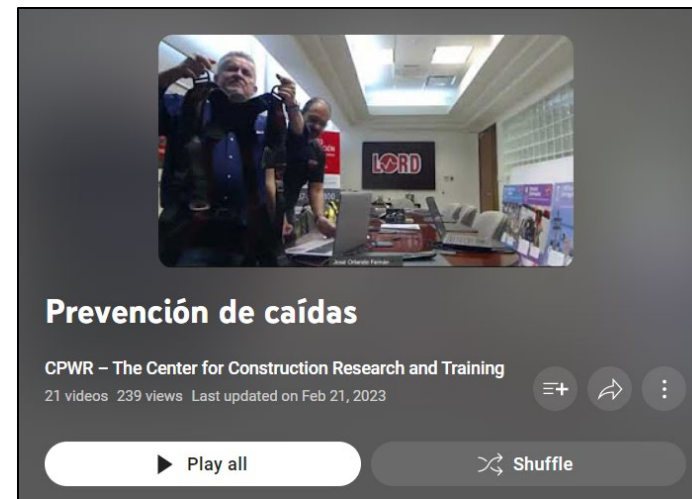 LORD
José Orlando Ferrán
Prevención de caídas
CPWR – The Center for Construction Research and Training
21 videos 239 views Last updated on Feb 21, 2023
Play all
Shuffle